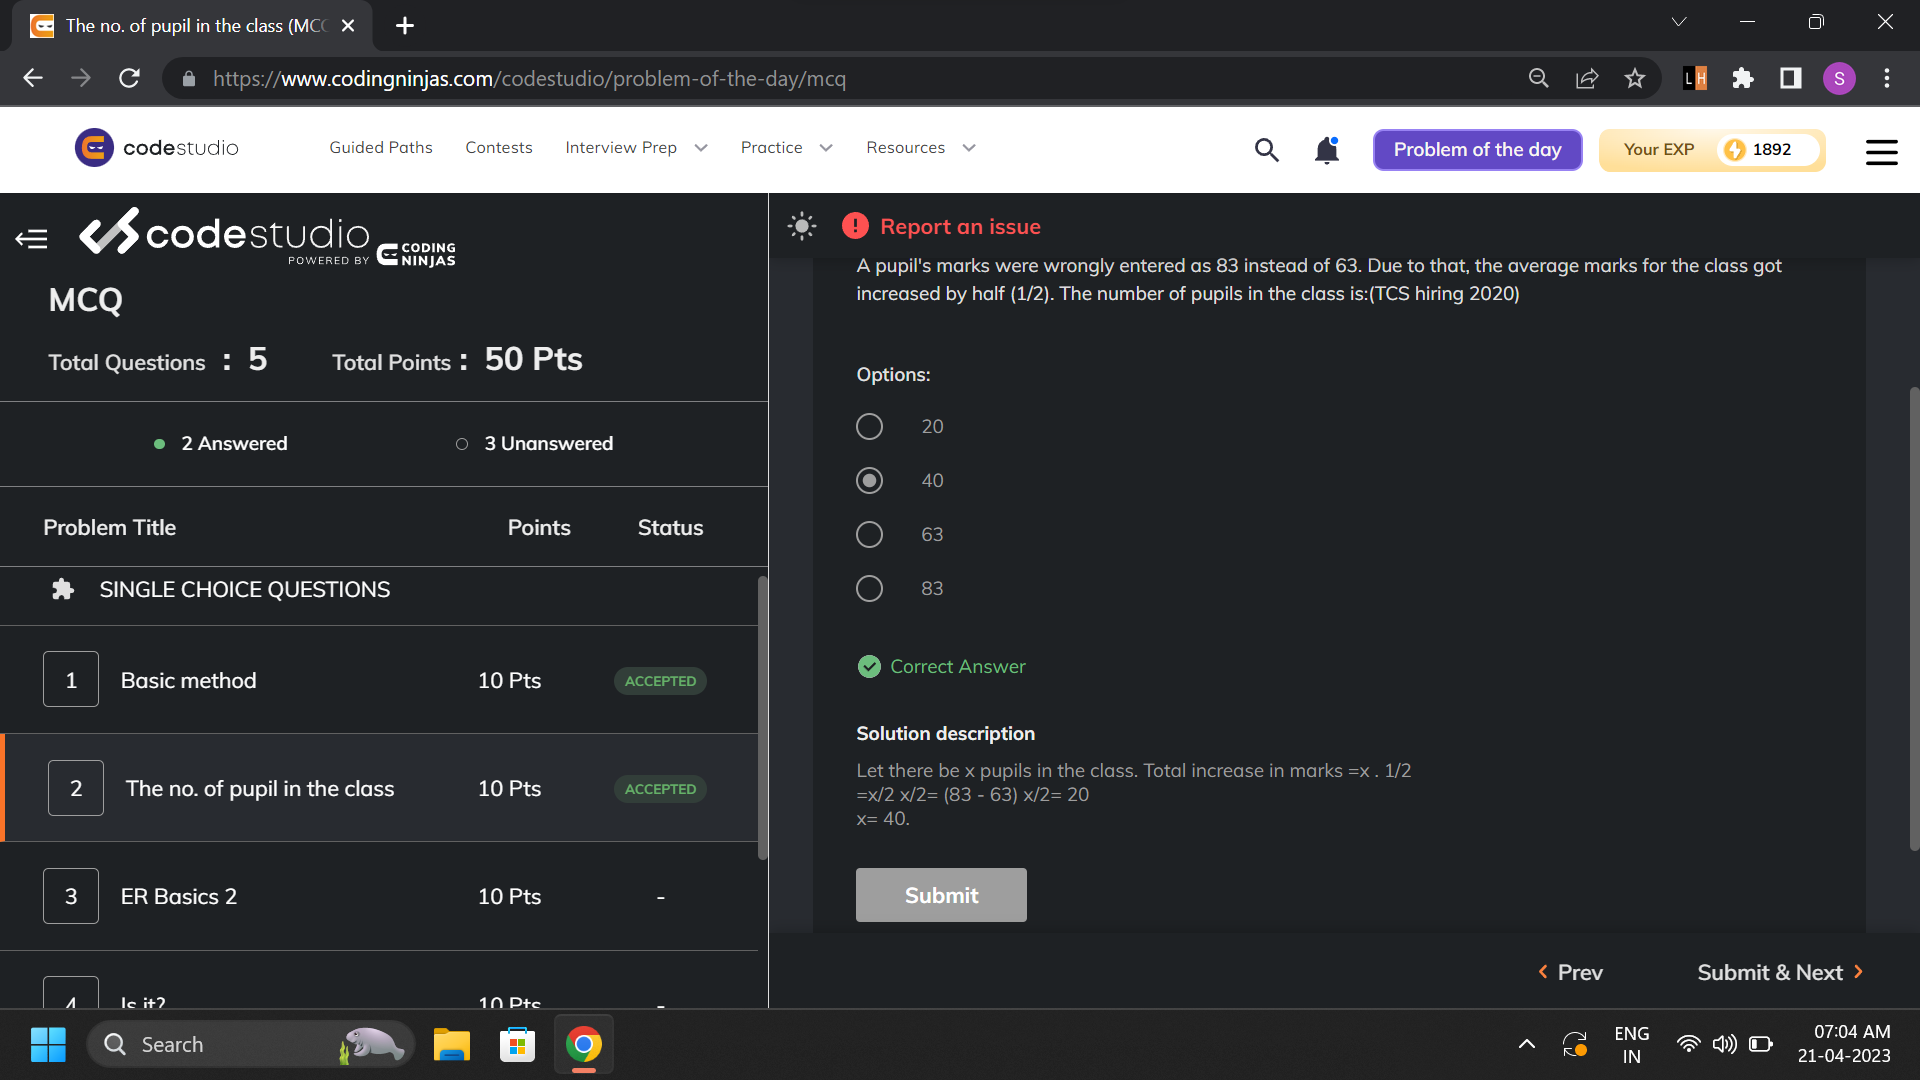 The no. of pupil in the class (MC
https://www.codingninjas.com/codestudio/problem-of-the-day/mcq
L H
S
codestudio
Guided Paths
Contests
Interview Prep
Practice
Resources
Problem of the day
Your EXP
1892
codestudio
POWERED BY CODING NINJAS
MCQ
Total Questions : 5
Total Points : 50 Pts
2 Answered
3 Unanswered
Problem Title
Points
Status
SINGLE CHOICE QUESTIONS
1 Basic method 10 Pts ACCEPTED
2 The no. of pupil in the class 10 Pts ACCEPTED
3 ER Basics 2 10 Pts -
4 Is it? 10 Pts -
Report an issue
A pupil's marks were wrongly entered as 83 instead of 63. Due to that, the average marks for the class got
increased by half (1/2). The number of pupils in the class is:(TCS hiring 2020)
Options:
20
40
63
83
Correct Answer
Solution description
Let there be x pupils in the class. Total increase in marks =x . 1/2
=x/2 x/2= (83 - 63) x/2= 20
x= 40.
Submit
Prev
Submit & Next
Search
ENG
IN
07:04 AM
21-04-2023